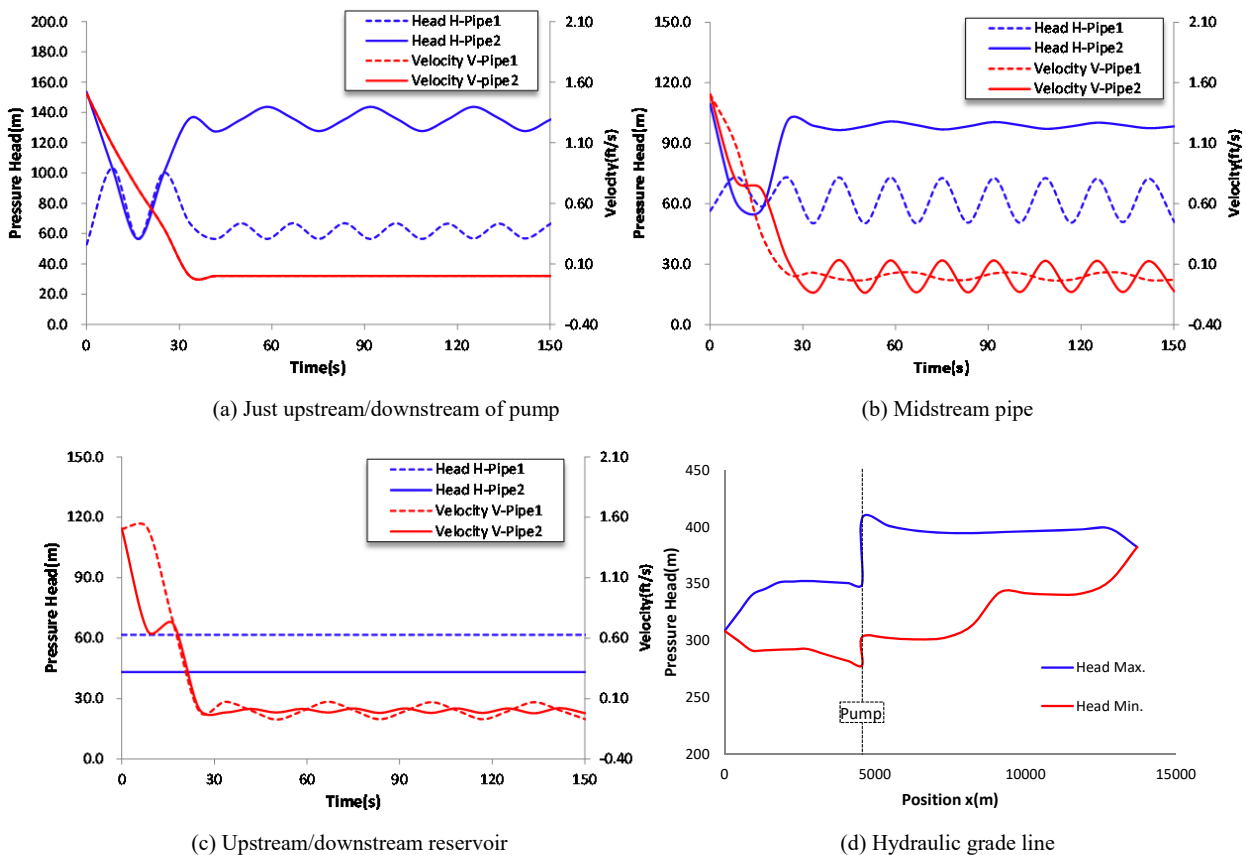 200.0
180.0
160.0
140.0
120.0
100.0
80.0
60.0
40.0
20.0
0.0
Pressure Head(m)
2.10
1.60
1.10
0.60
0.10
-0.40
Velocity(ft/s)
0 30 60 90 120 150
Time(s)
Head H-Pipe1
Head H-Pipe2
Velocity V-Pipe1
Velocity V-pipe2
(a) Just upstream/downstream of pump
150.0
120.0
90.0
60.0
30.0
0.0
Pressure Head(m)
2.10
1.60
1.10
0.60
0.10
-0.40
Velocity(ft/s)
0 30 60 90 120 150
Time(s)
Head H-Pipe1
Head H-Pipe2
Velocity V-Pipe1
Velocity V-Pipe2
(b) Midstream pipe
150.0
120.0
90.0
60.0
30.0
0.0
Pressure Head(m)
2.10
1.60
1.10
0.60
0.10
-0.40
Velocity(ft/s)
0 30 60 90 120 150
Time(s)
Head H-Pipe1
Head H-Pipe2
Velocity V-Pipe1
Velocity V-Pipe2
(c) Upstream/downstream reservoir
450
400
350
300
250
200
Pressure Head(m)
0 5000 10000 15000
Position x(m)
Pump
Head Max.
Head Min.
(d) Hydraulic grade line